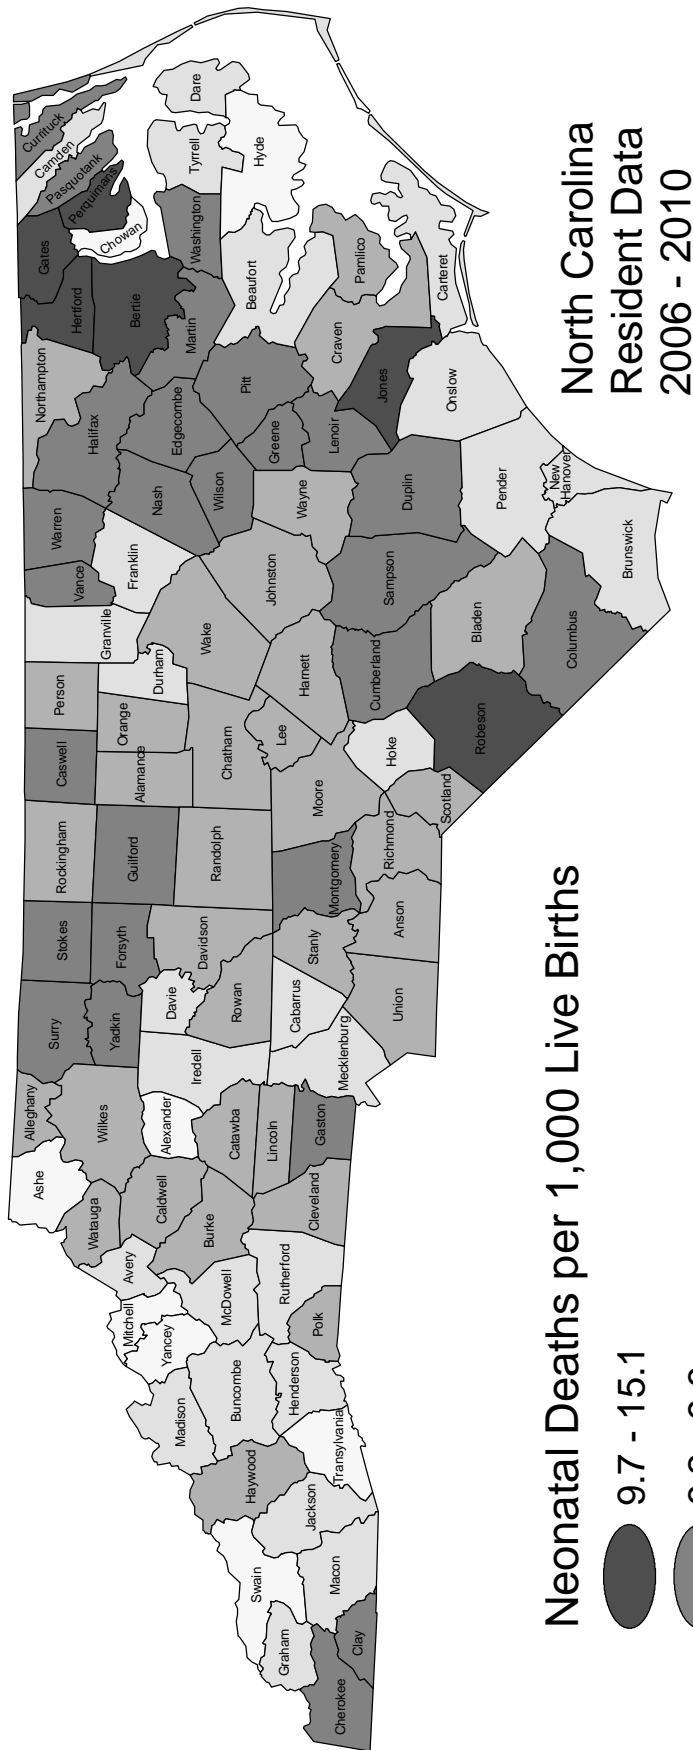 Currituck
Camden
Pasquotank
Perquimans
Chowan
Gates
Hertford
Bertie
Northampton
Halifax
Martin
Washington
Tyrrell
Dare
Hyde
Beaufort
Pamlico
Craven
Carteret
Jones
Onslow
Pitt
Edgecombe
Greene
Lenoir
Warren
Vance
Nash
Wilson
Wayne
Duplin
Pender
New
Hanover
Brunswick
Franklin
Granville
Johnston
Sampson
Wake
Durham
Person
Orange
Harnett
Cumberland
Bladen
Columbus
Robeson
Hoke
Lee
Chatham
Alamance
Caswell
Scotland
Moore
Richmond
Montgomery
Randolph
Guilford
Rockingham
Stokes
Forsyth
Davidson
Stanly
Anson
Union
Rowan
Cabarrus
Mecklenburg
Davie
Iredell
Yadkin
Surry
Alleghany
Wilkes
Alexander
Catawba
Lincoln
Gaston
Ashe
Watauga
Caldwell
Burke
Cleveland
Avery
McDowell
Rutherford
Polk
Mitchell
Yancey
Madison
Buncombe
Henderson
Transylvania
Haywood
Jackson
Macon
Swain
Graham
Clay
Cherokee
North Carolina
Resident Data
2006 - 2010
Neonatal Deaths per 1,000 Live Births
9.7 - 15.1